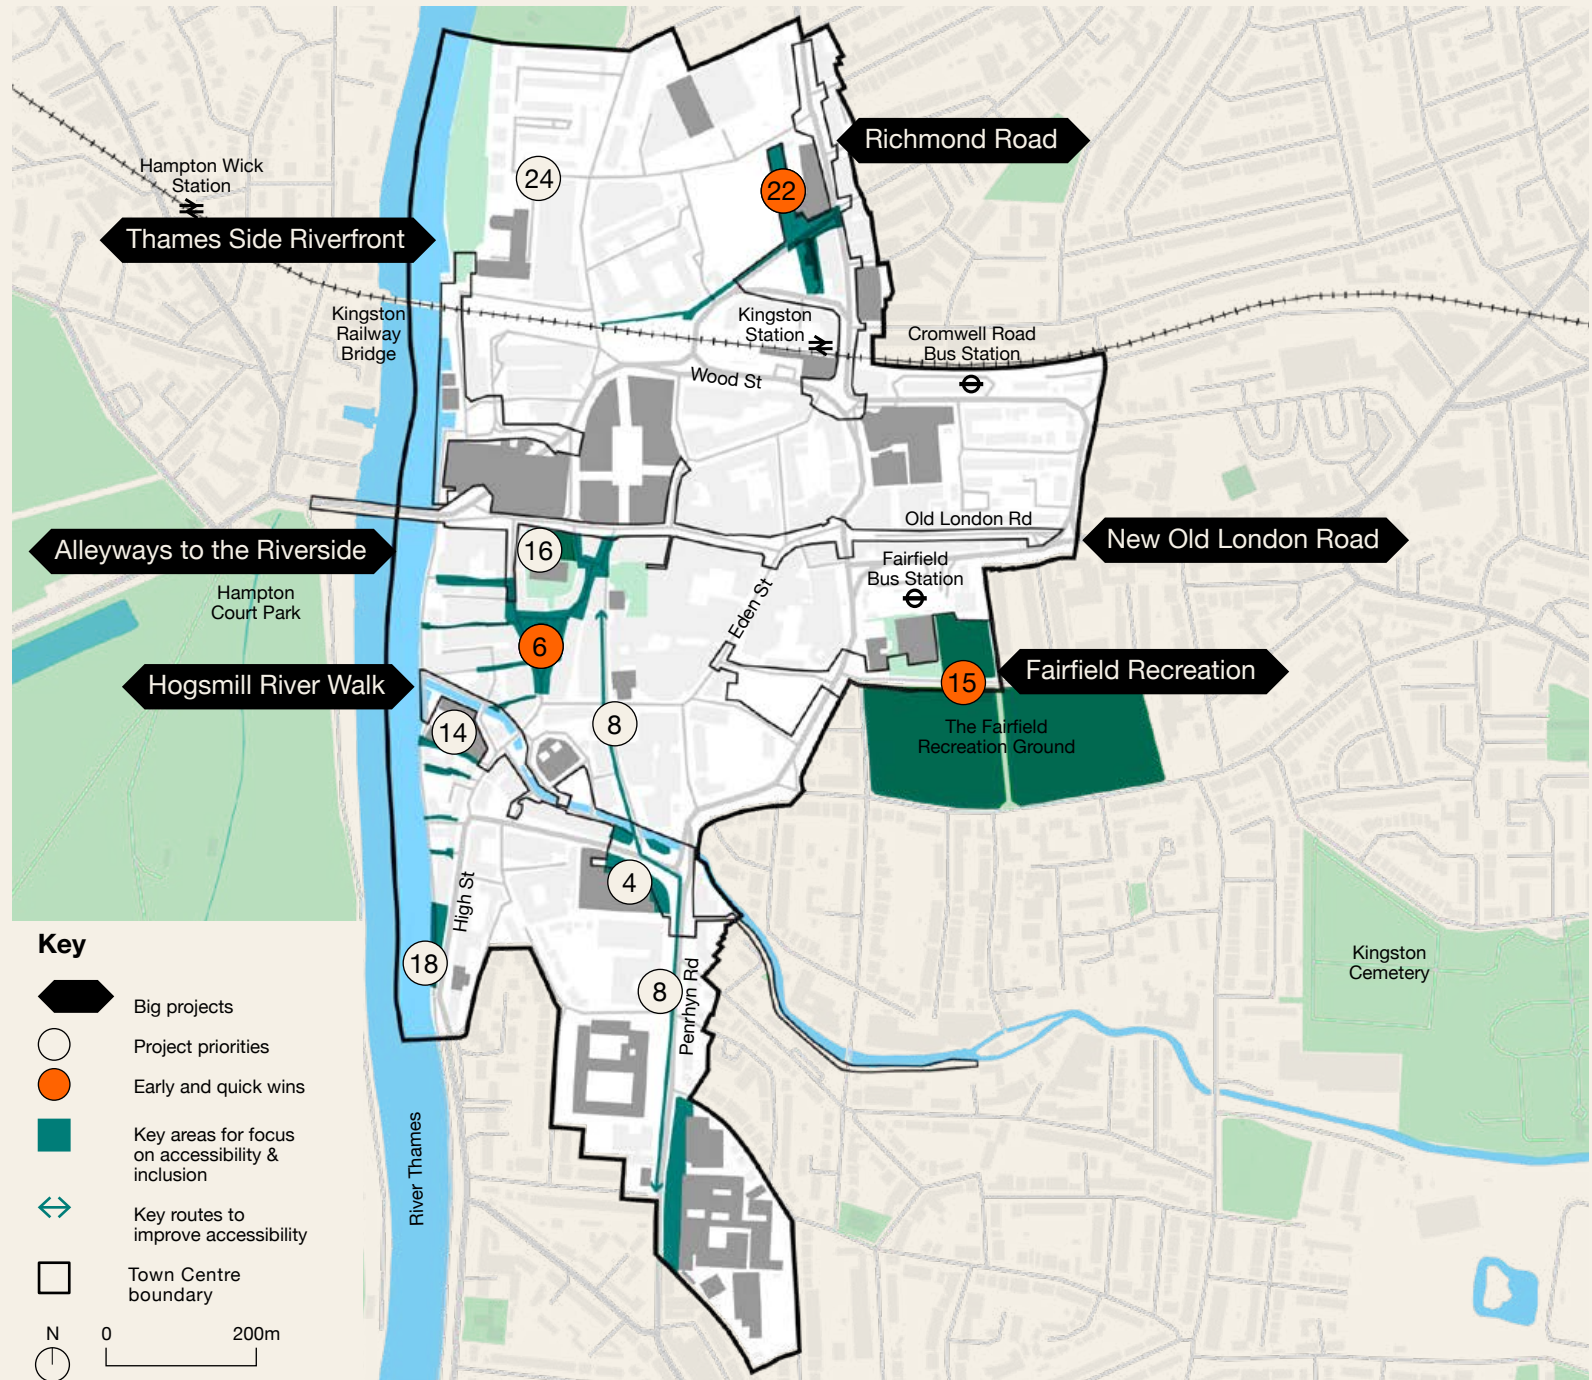 Richmond Road
Hampton Wick
Station
24
22
Thames Side Riverfront
Kingston
Railway
Bridge
Kingston
Station
Cromwell Road
Bus Station
Wood St
Old London Rd
Alleyways to the Riverside
16
New Old London Road
Fairfield
Bus Station
Hampton
Court Park
Eden St
6
Hogsmill River Walk
Fairfield Recreation
15
8
14
The Fairfield
Recreation Ground
4
High St
18
Kingston
Cemetery
8
Penrhyn Rd
River Thames
Key
Big projects
Project priorities
Early and quick wins
Key areas for focus
on accessibility &
inclusion
Key routes to
improve accessibility
Town Centre
boundary
N
0 200m